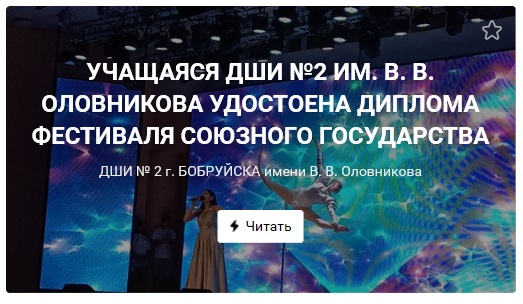 УЧАЩАЯСЯ ДШИ №2 ИМ. В. В.
ОЛОВНИКОВА УДОСТОЕНА ДИПЛОМА
ФЕСТИВАЛЯ СОЮЗНОГО ГОСУДАРСТВА
ДШИ № 2 г. БОБРУЙСКА имени В. В. Оловникова
Читать